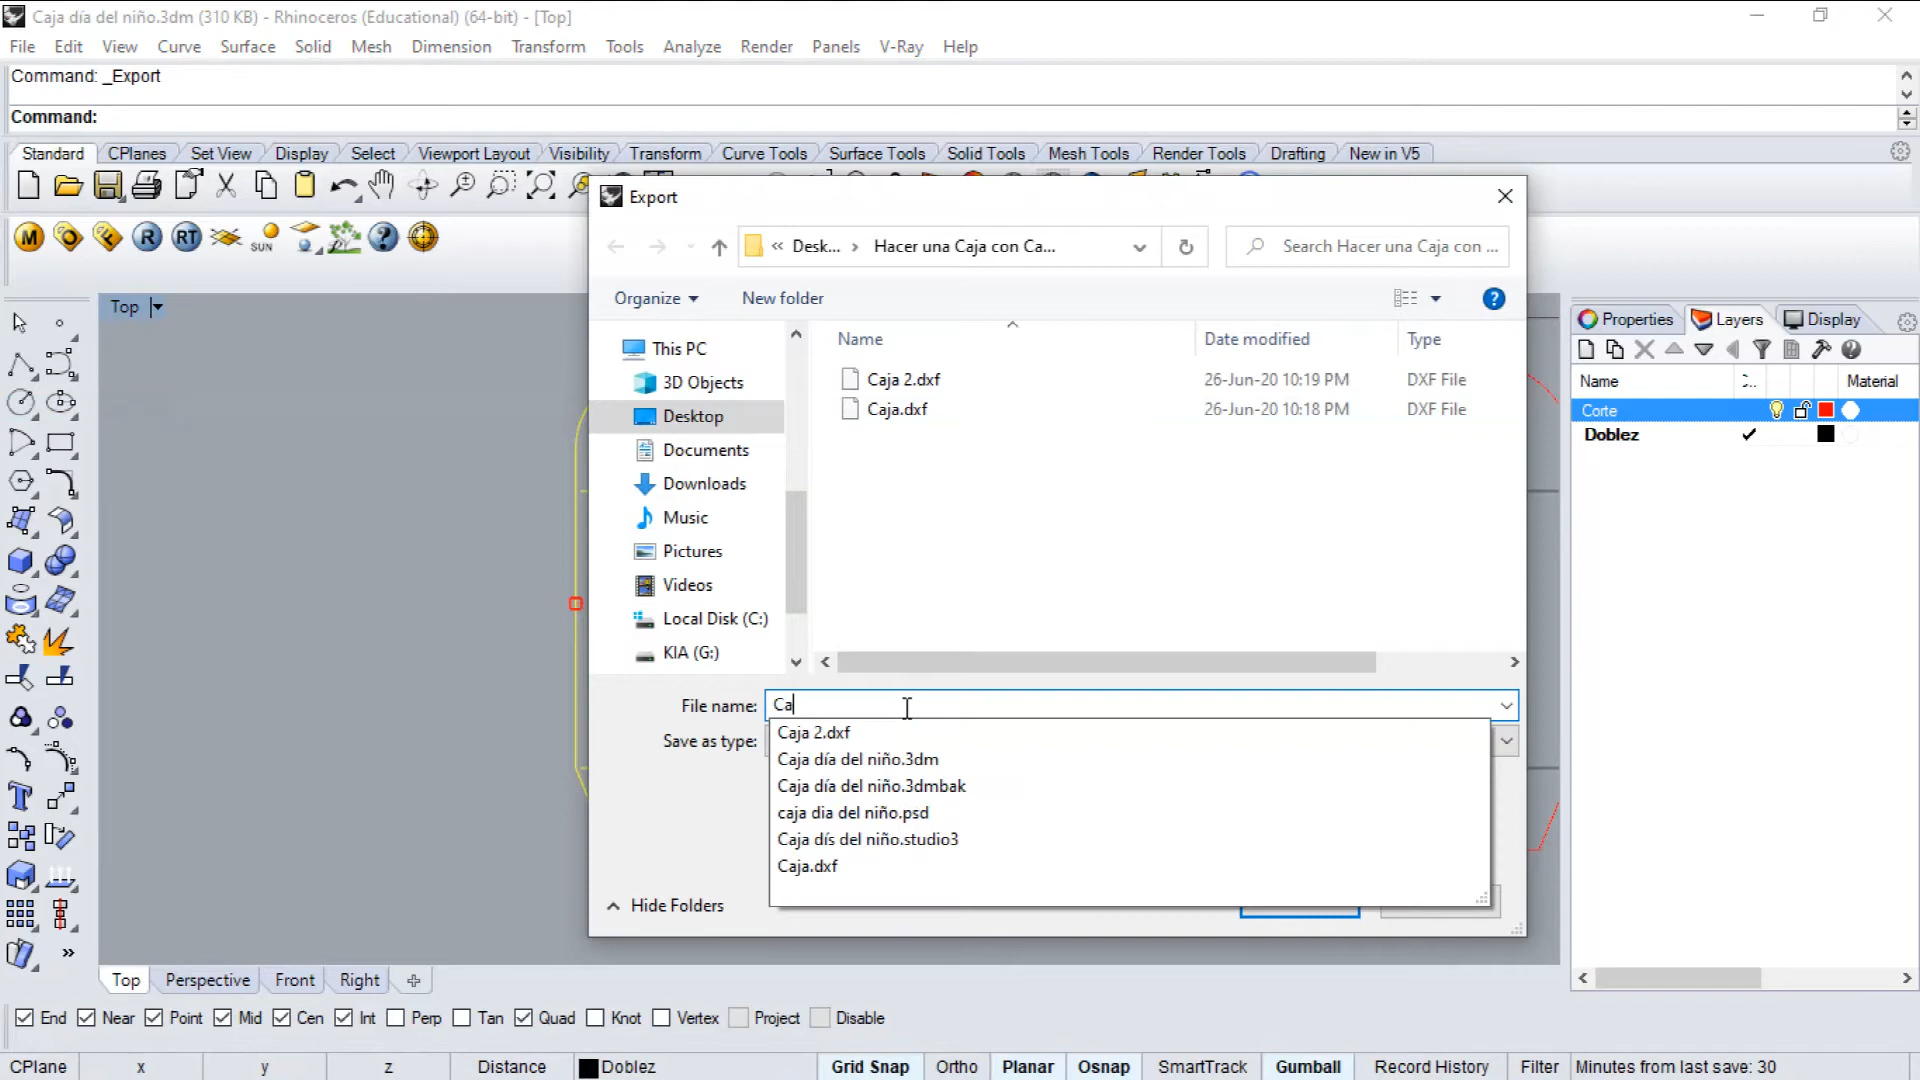 Caja día del niño.3dm (310 KB) - Rhinoceros (Educational) (64-bit) - [Top]
File Edit View Curve Surface Solid Mesh Dimension Transform Tools Analyze Render Panels V-Ray Help
Command: _Export
Command:
Standard CPlanes Set View Display Select Viewport Layout Visibility Transform Curve Tools Surface Tools Solid Tools Mesh Tools Render Tools Drafting New in V5
M O F R RT SUN
Export
« Desk... › Hacer una Caja con Ca...
Search Hacer una Caja con ...
Organize New folder
Top
Properties Layers Display
Name Date modified Type
This PC
3D Objects
Desktop
Documents
Downloads
Music
Pictures
Videos
Local Disk (C:)
KIA (G:)
Caja 2.dxf 26-Jun-20 10:19 PM DXF File
Caja.dxf 26-Jun-20 10:18 PM DXF File
Name Material
Corte
Doblez
File name: Ca
Save as type:
Caja 2.dxf
Caja día del niño.3dm
Caja día del niño.3dmbak
caja dia del niño.psd
Caja dís del niño.studio3
Caja.dxf
Hide Folders
Top Perspective Front Right
End Near Point Mid Cen Int Perp Tan Quad Knot Vertex Project Disable
CPlane x y z Distance Doblez Grid Snap Ortho Planar Osnap SmartTrack Gumball Record History Filter Minutes from last save: 30